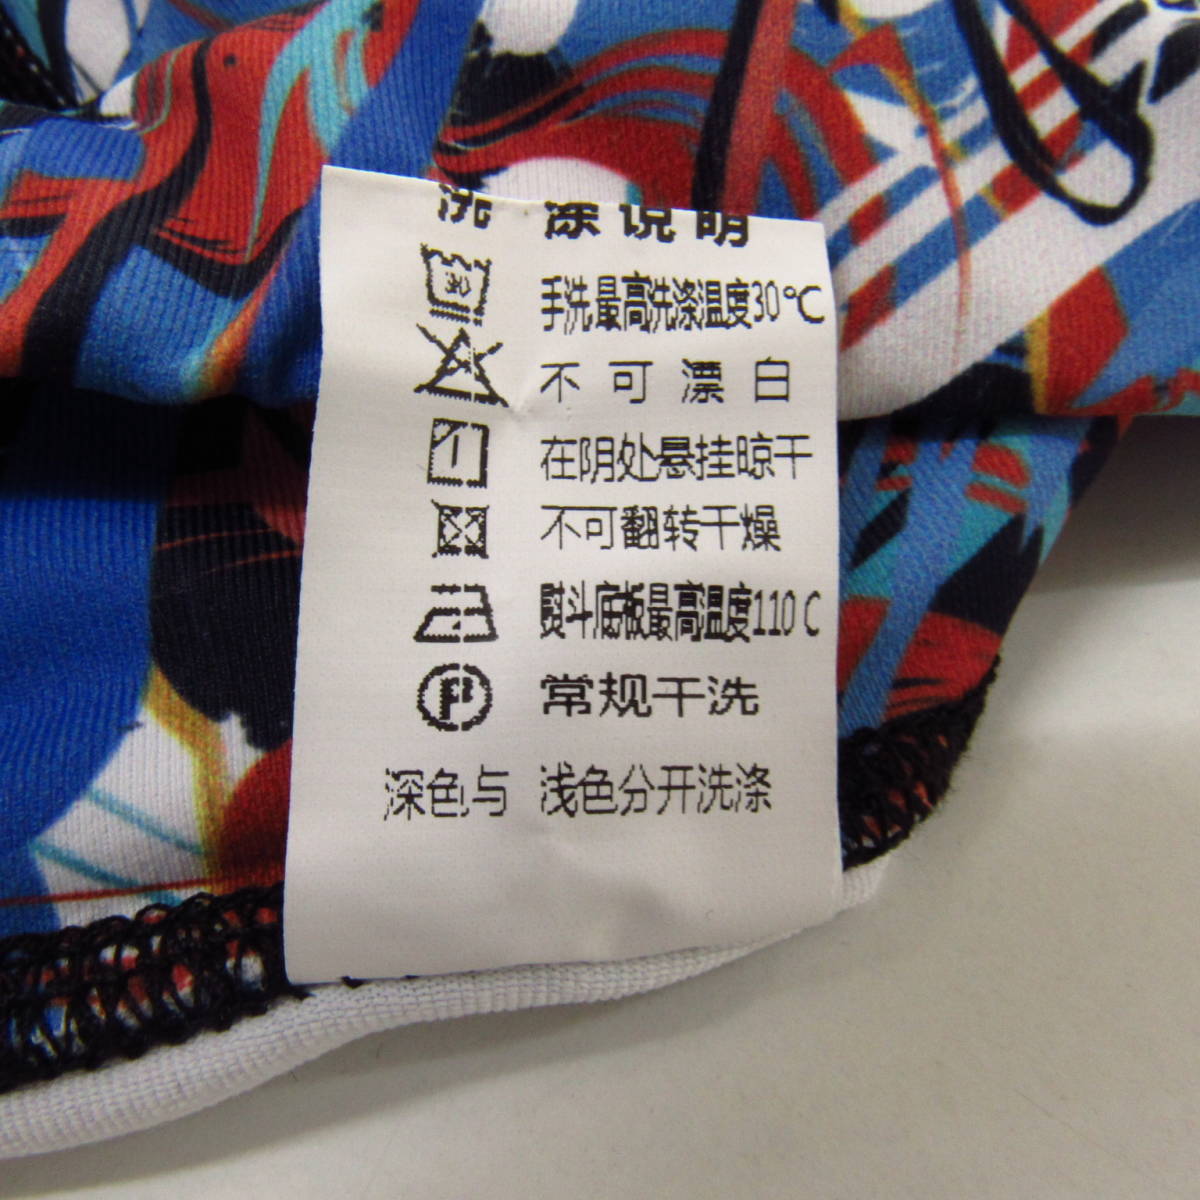 洗涤说明
手洗最高洗涤温度30℃
不可漂白
在阴处悬挂晾干
不可翻转干燥
熨斗底板最高温度110C
P 常规干洗
深色与 浅色分开洗涤